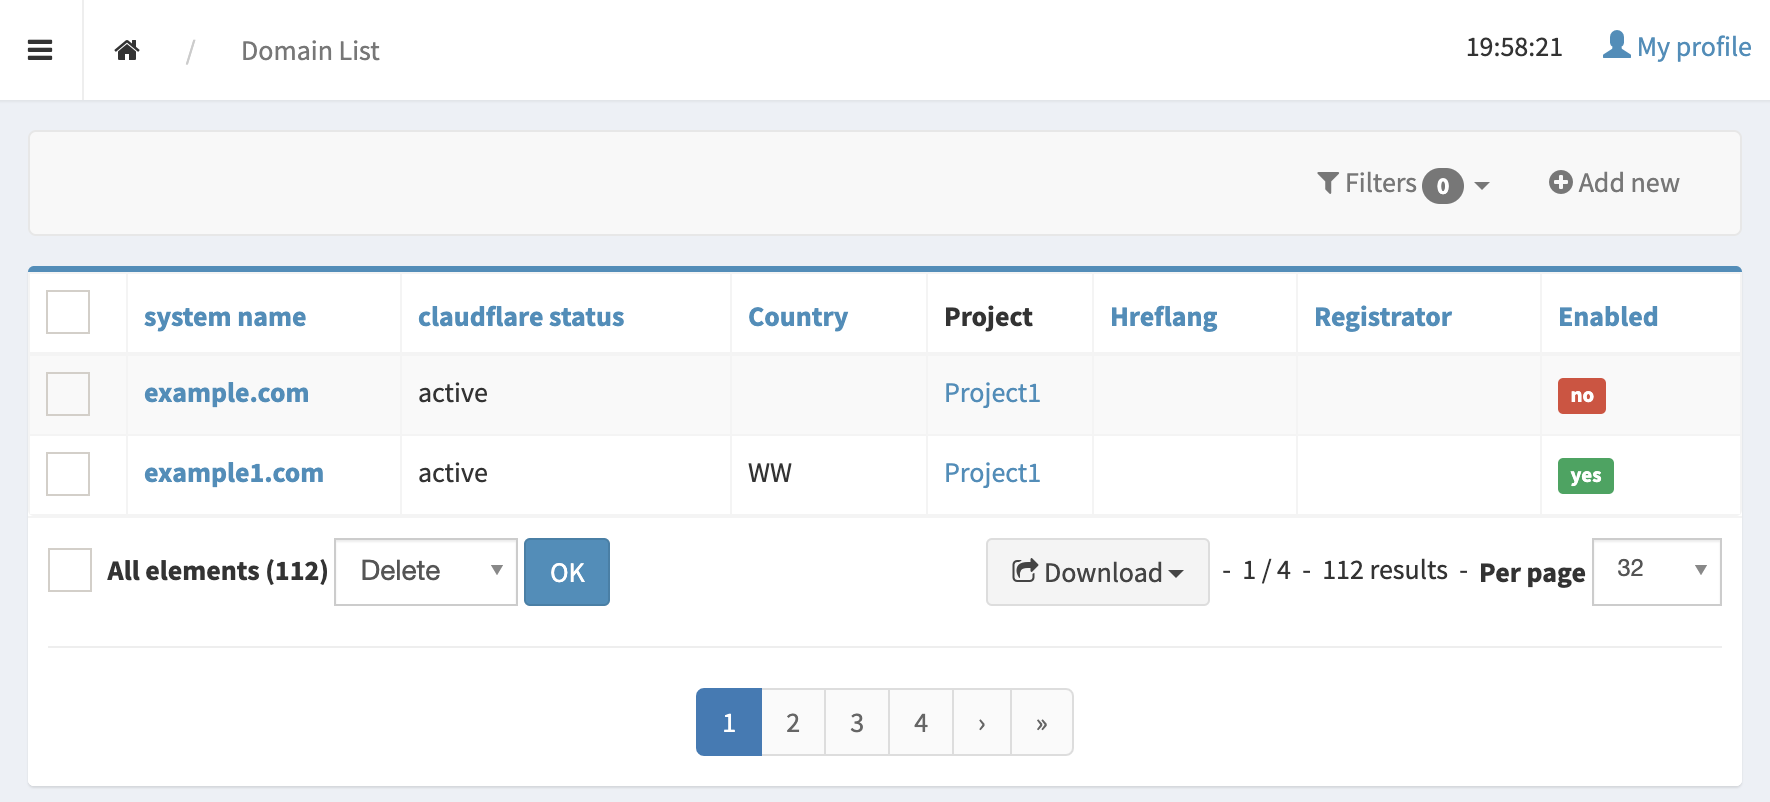 / Domain List 19:58:21 My profile
Filters 0 Add new
system name claudflare status Country Project Hreflang Registrator Enabled
example.com active Project1 no
example1.com active WW Project1 yes
All elements (112) Delete OK Download - 1 / 4 - 112 results - Per page 32
1 2 3 4 › »